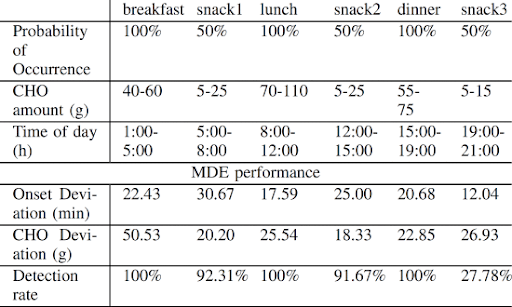 breakfast snack1 lunch snack2 dinner snack3
Probability 100% 50% 100% 50% 100% 50%
of
Occurrence
CHO 40-60 5-25 70-110 5-25 55- 5-15
amount (g) 75
Time of day 1:00- 5:00- 8:00- 12:00- 15:00- 19:00-
(h) 5:00 8:00 12:00 15:00 19:00 21:00
MDE performance
Onset Devi- 22.43 30.67 17.59 25.00 20.68 12.04
ation (min)
CHO Devi- 50.53 20.20 25.54 18.33 22.85 26.93
ation (g)
Detection 100% 92.31% 100% 91.67% 100% 27.78%
rate